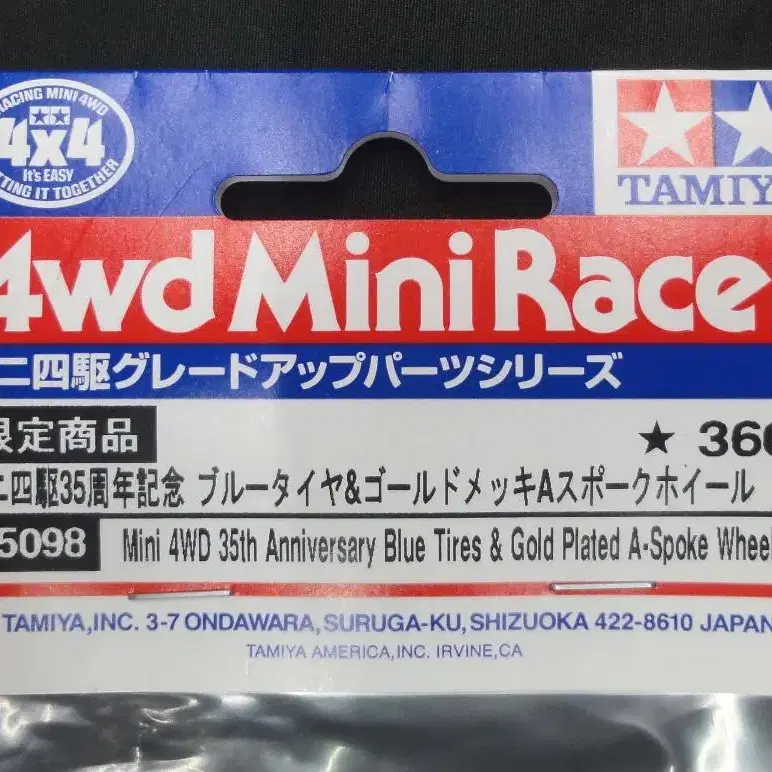 RACING MINI 4WD
4x4
It's EASY
TTING IT TOGETHER
TAMIY
4wd Mini Race
二四駆グレードアップパーツシリーズ
限定商品
★ 360
二四駆35周年記念 ブルータイヤ&ゴールドメッキAスポークホイール
5098 Mini 4WD 35th Anniversary Blue Tires & Gold Plated A-Spoke Wheel
TAMIYA,INC. 3-7 ONDAWARA,SURUGA-KU,SHIZUOKA 422-8610 JAPAN
TAMIYA AMERICA,INC. IRVINE,CA